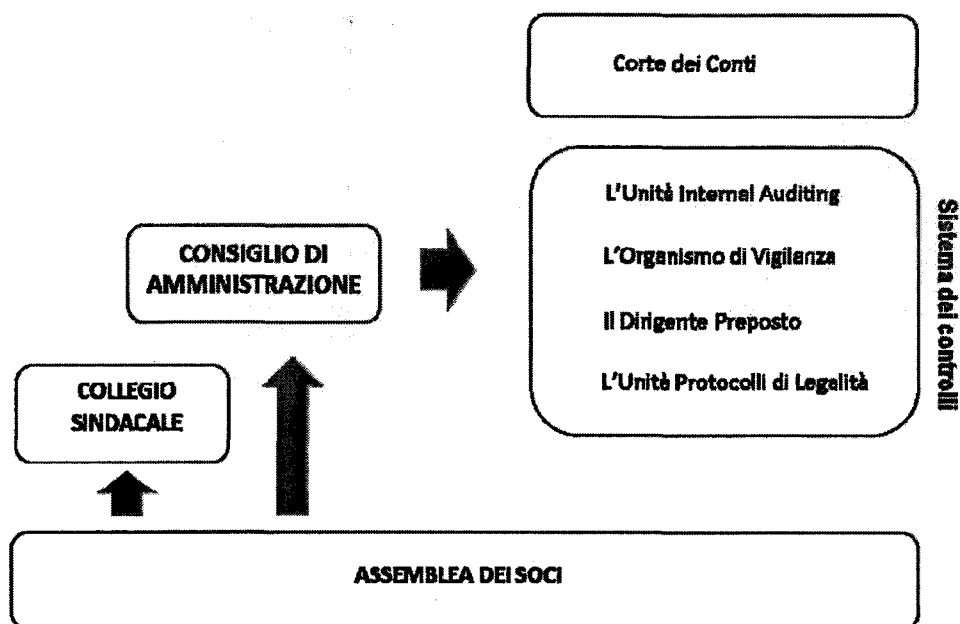 Corte dei Conti
L'Unità Internal Auditing
L'Organismo di Vigilanza
Il Dirigente Preposto
L'Unità Protocolli di Legalità
Sistema dei controlli
CONSIGLIO DI
AMMINISTRAZIONE
COLLEGIO
SINDACALE
ASSEMBLEA DEI SOCI